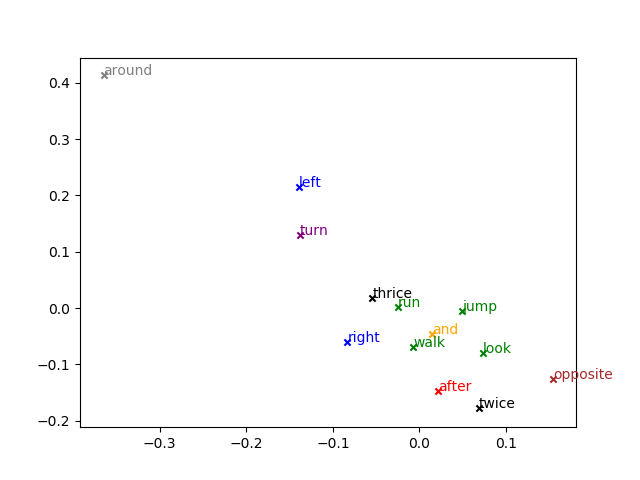 around
0.4
0.3
left
0.2
turn
0.1
thrice
run
jump
0.0
and
right
walk
look
−0.1
opposite
after
twice
−0.2
−0.3 −0.2 −0.1 0.0 0.1